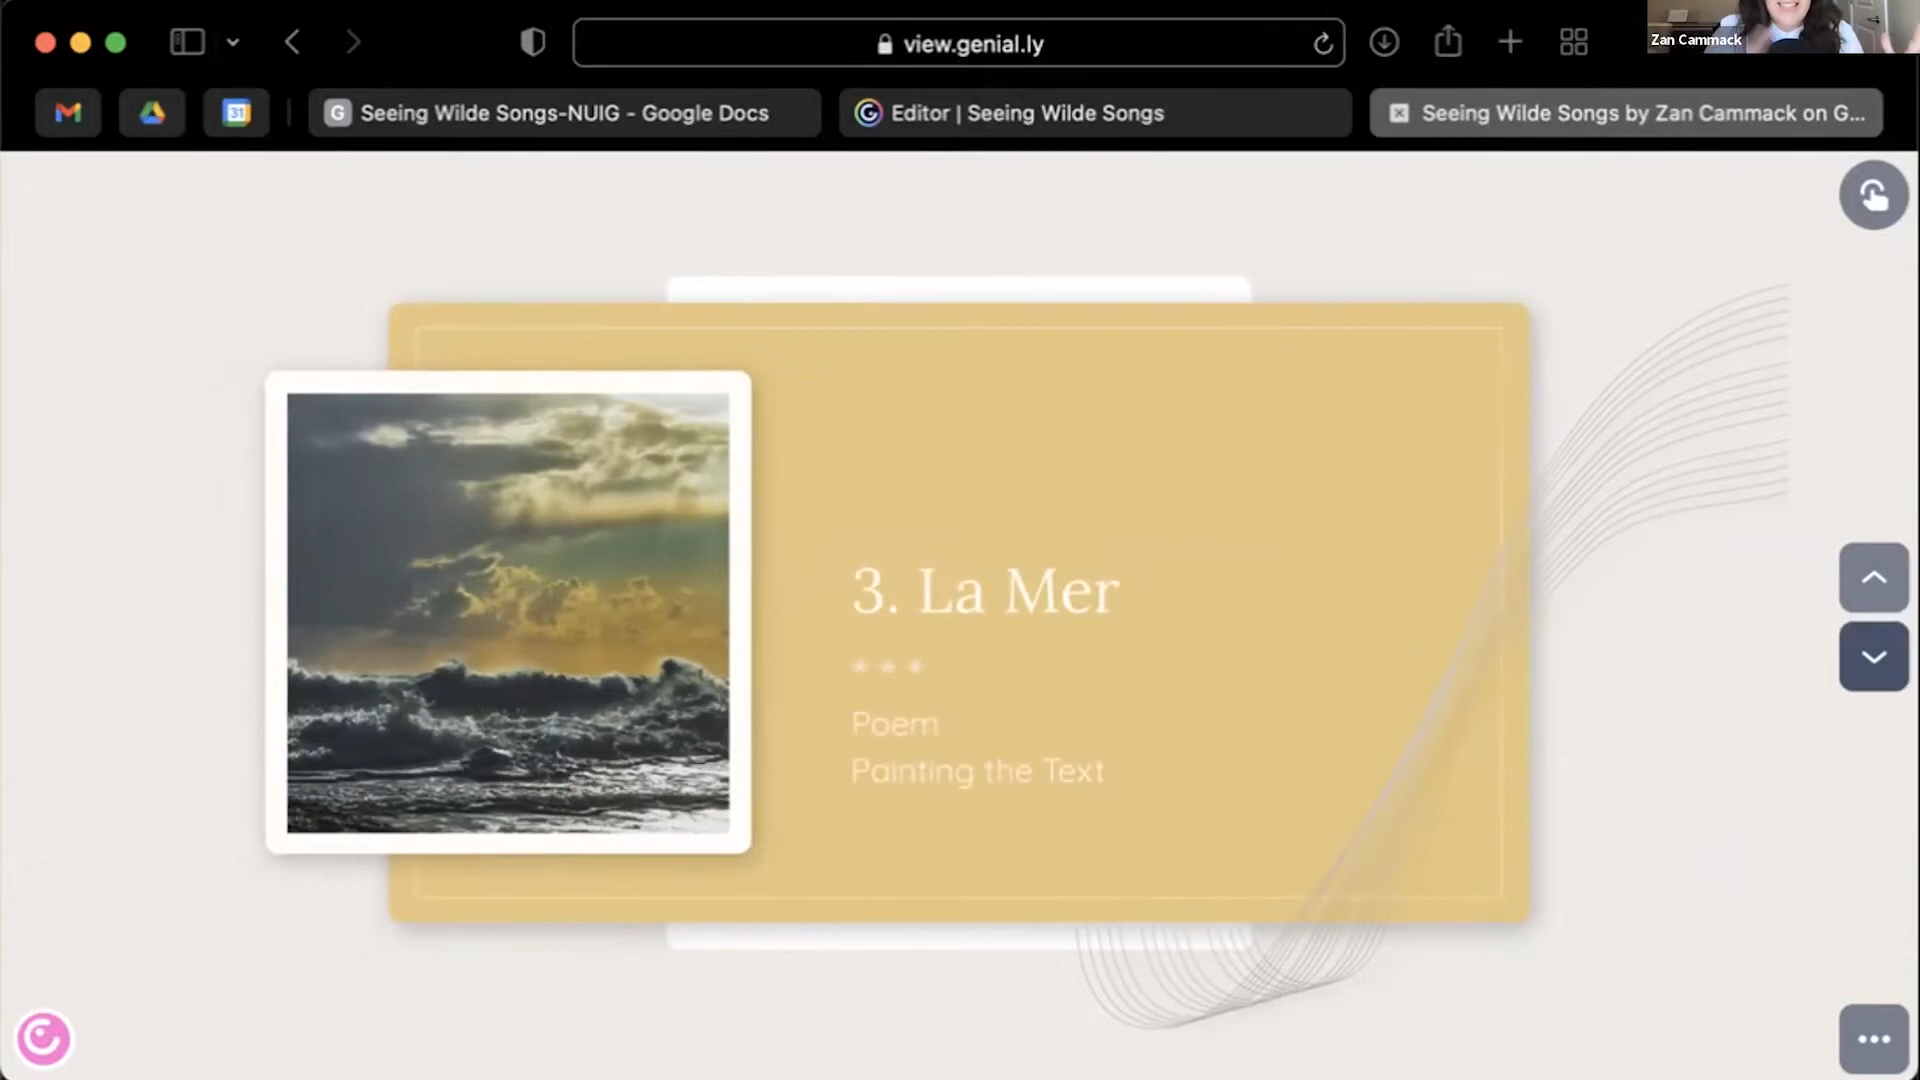 view.genial.ly
Zan Cammack
31
G
Seeing Wilde Songs-NUIG - Google Docs
Editor | Seeing Wilde Songs
Seeing Wilde Songs by Zan Cammack on G...
3. La Mer
* * *
Poem
Painting the Text